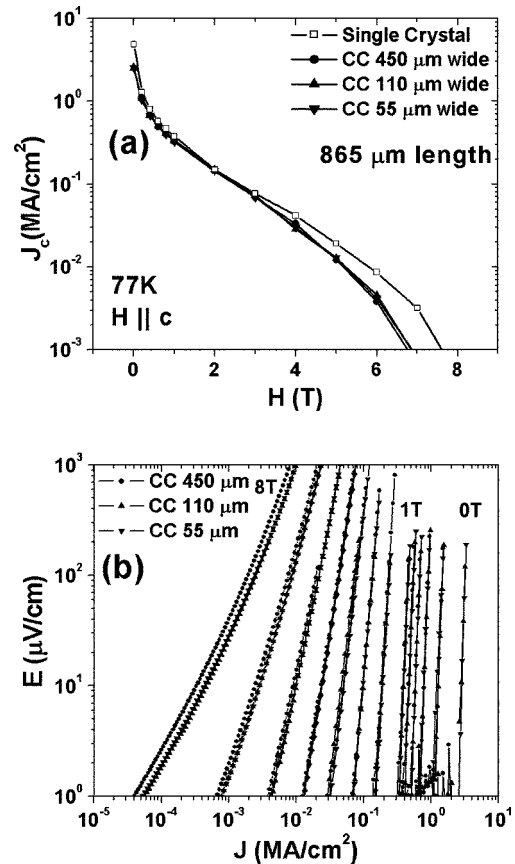 Single Crystal
CC 450 μm wide
CC 110 μm wide
CC 55 μm wide
(a)
865 μm length
77K
H || c
10^1
10^0
10^-1
10^-2
10^-3
J_c(MA/cm^2)
0 2 4 6 8
H (T)
CC 450 μm
CC 110 μm
CC 55 μm
8T
1T
0T
(b)
10^3
10^2
10^1
10^0
E (μV/cm)
10^-5 10^-4 10^-3 10^-2 10^-1 10^0 10^1
J (MA/cm^2)